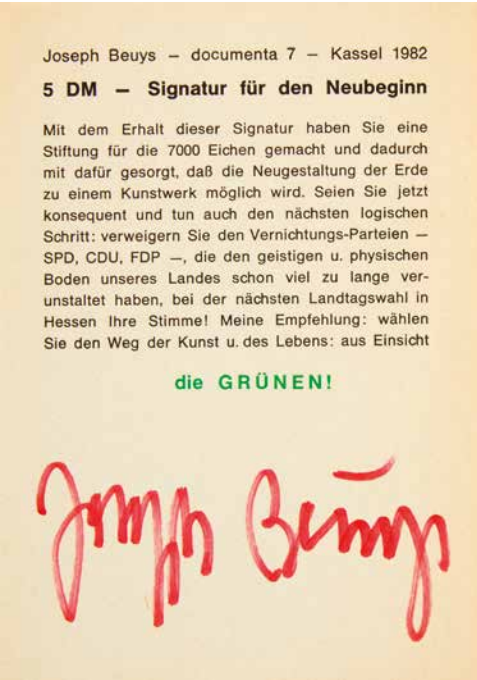 Joseph Beuys — documenta 7 — Kassel 1982
5 DM — Signatur für den Neubeginn
Mit dem Erhalt dieser Signatur haben Sie eine
Stiftung für die 7000 Eichen gemacht und dadurch
mit dafür gesorgt, daß die Neugestaltung der Erde
zu einem Kunstwerk möglich wird. Seien Sie jetzt
konsequent und tun auch den nächsten logischen
Schritt: verweigern Sie den Vernichtungs-Parteien —
SPD, CDU, FDP —, die den geistigen u. physischen
Boden unseres Landes schon viel zu lange ver-
unstaltet haben, bei der nächsten Landtagswahl in
Hessen Ihre Stimme! Meine Empfehlung: wählen
Sie den Weg der Kunst u. des Lebens: aus Einsicht
die GRÜNEN!
Joseph Beuys